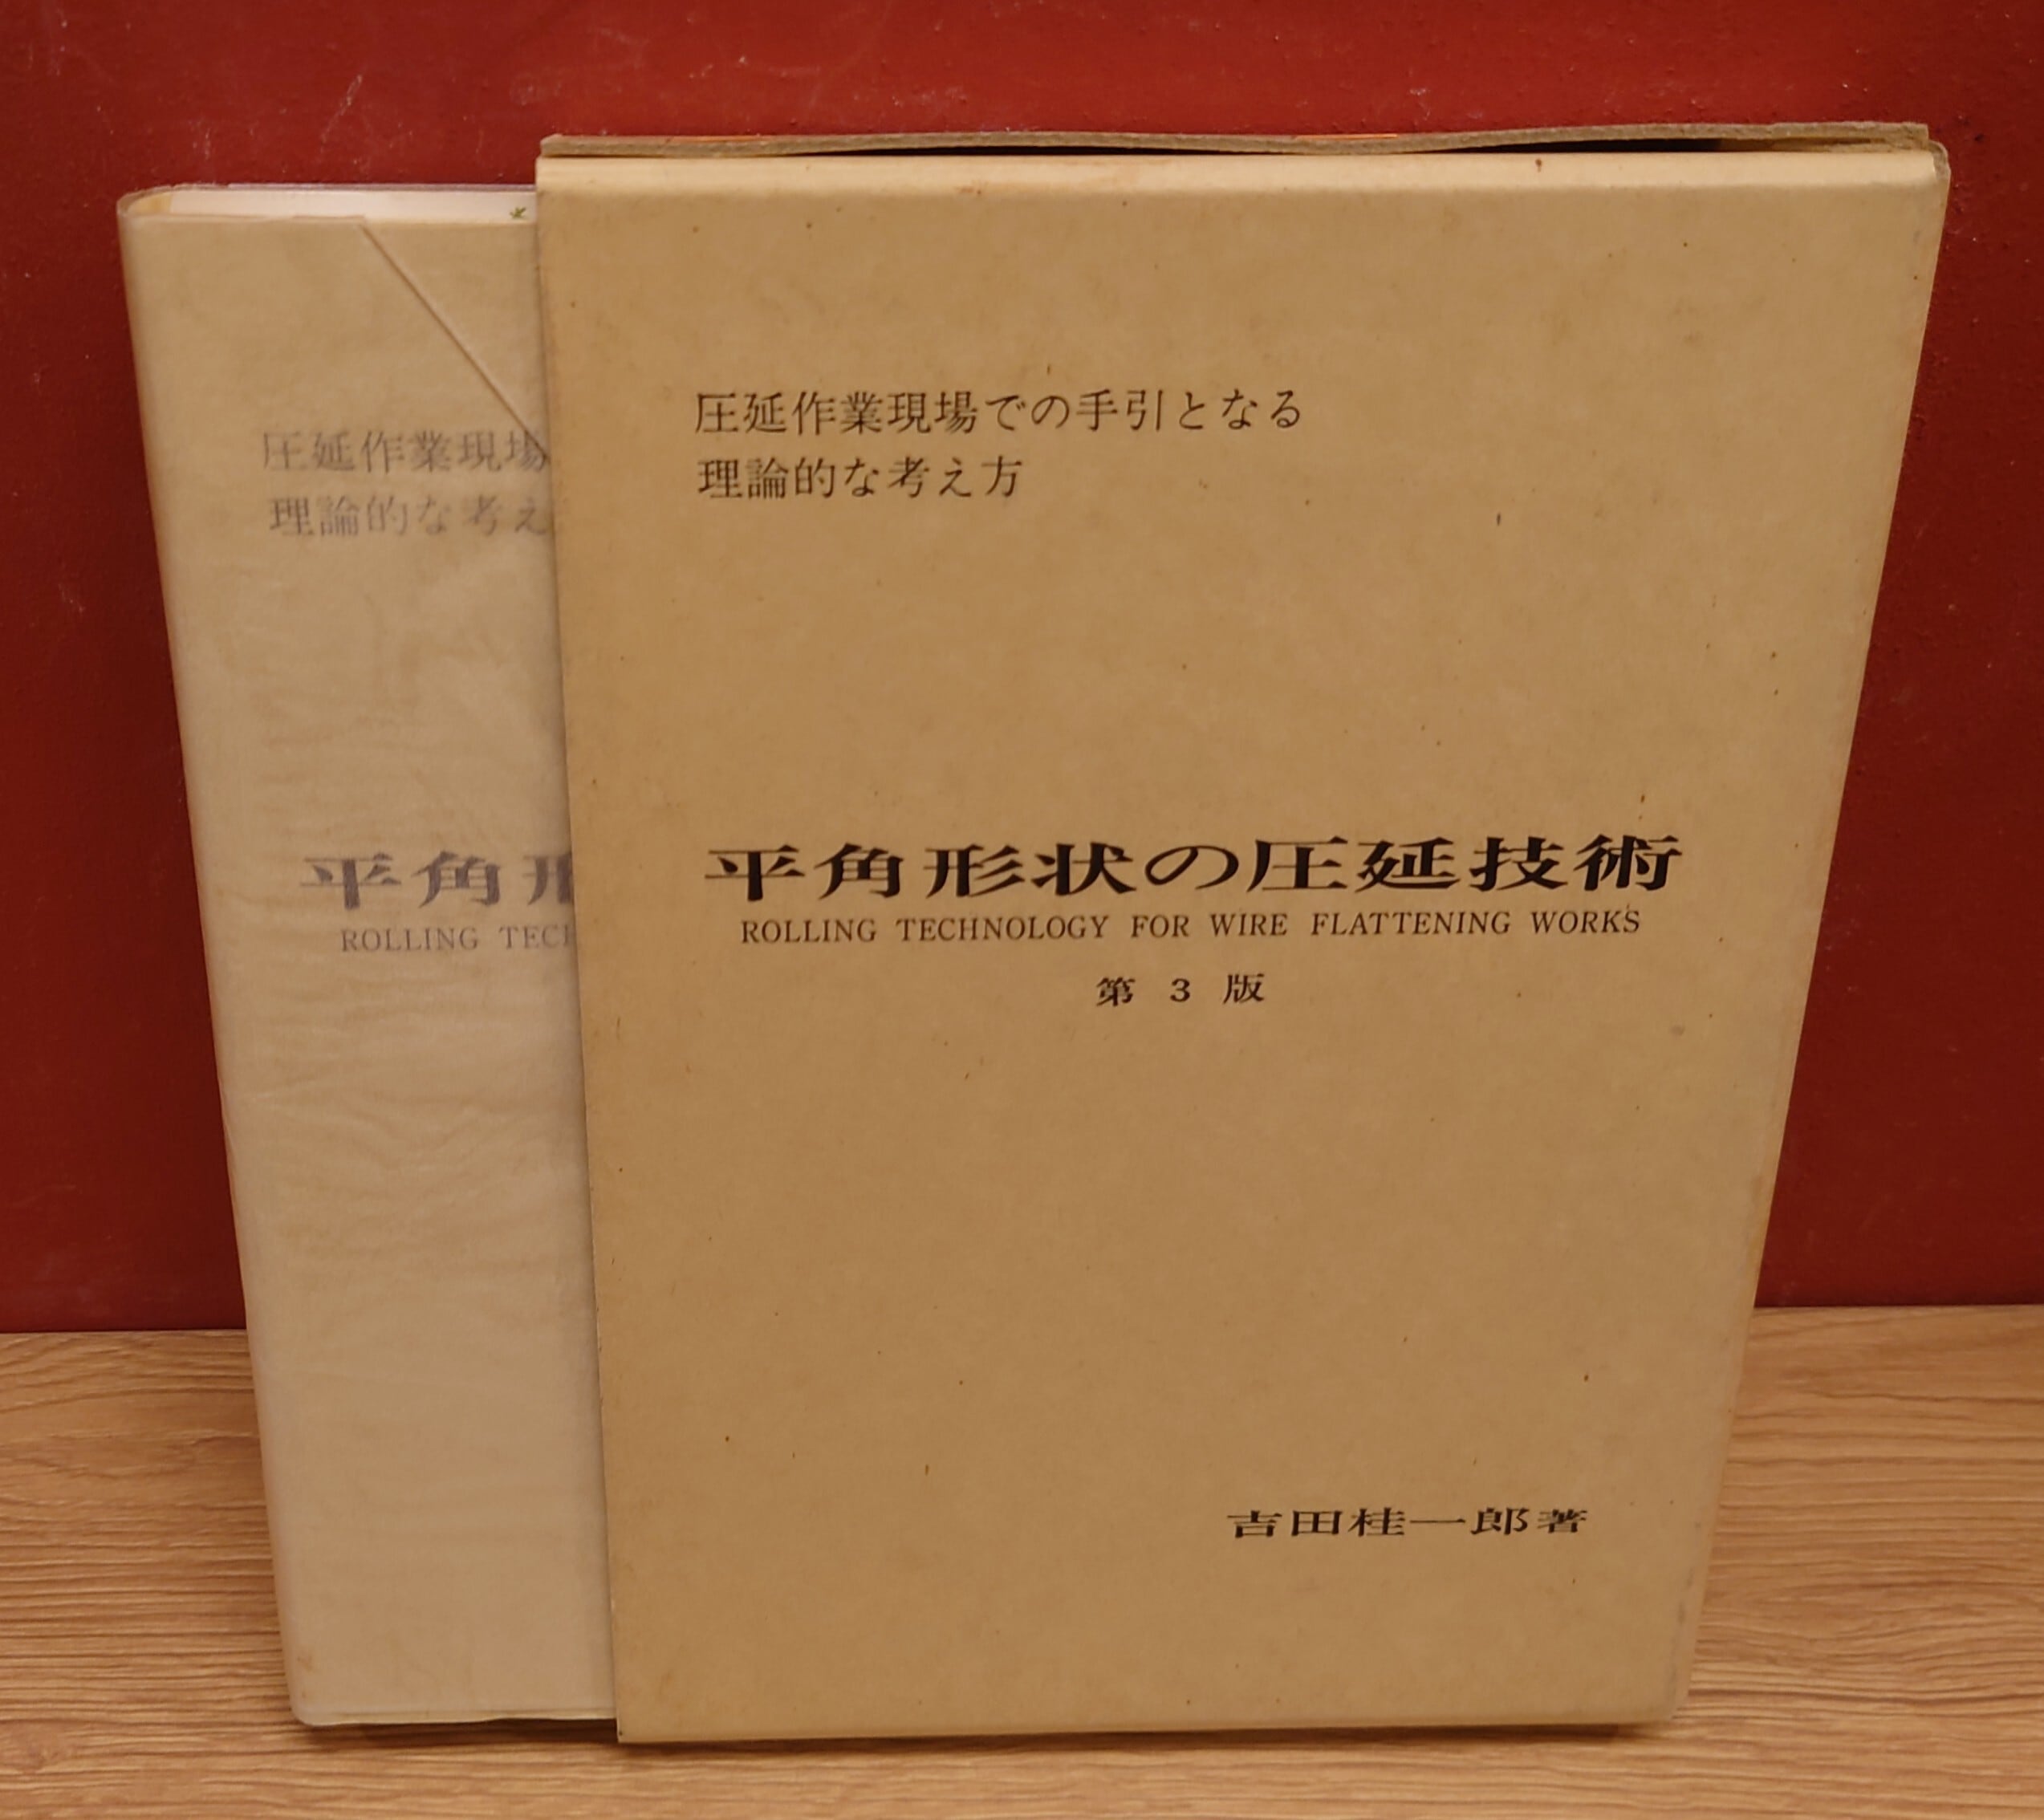 圧延作業現場での手引となる
理論的な考え方
平角形状の圧延技術
ROLLING TECHNOLOGY FOR WIRE FLATTENING WORKS
第 3 版
吉田桂一郎著
圧延作業現場
理論的な考え
平角形
ROLLING TECH